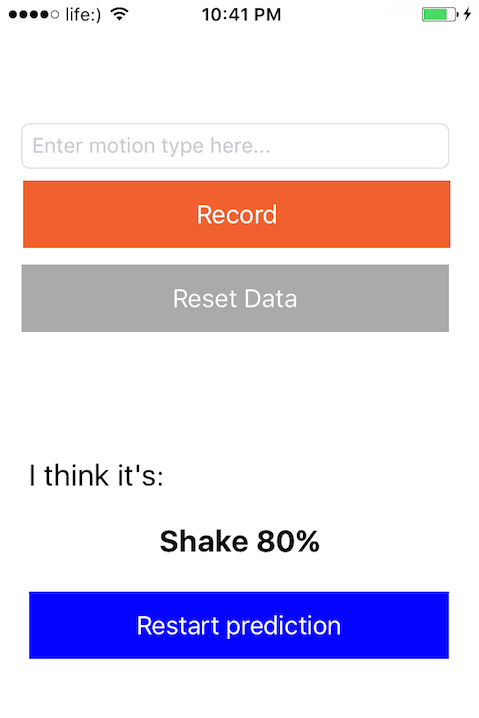 life:) 10:41 PM
Enter motion type here...
Record
Reset Data
I think it's:
Shake 80%
Restart prediction